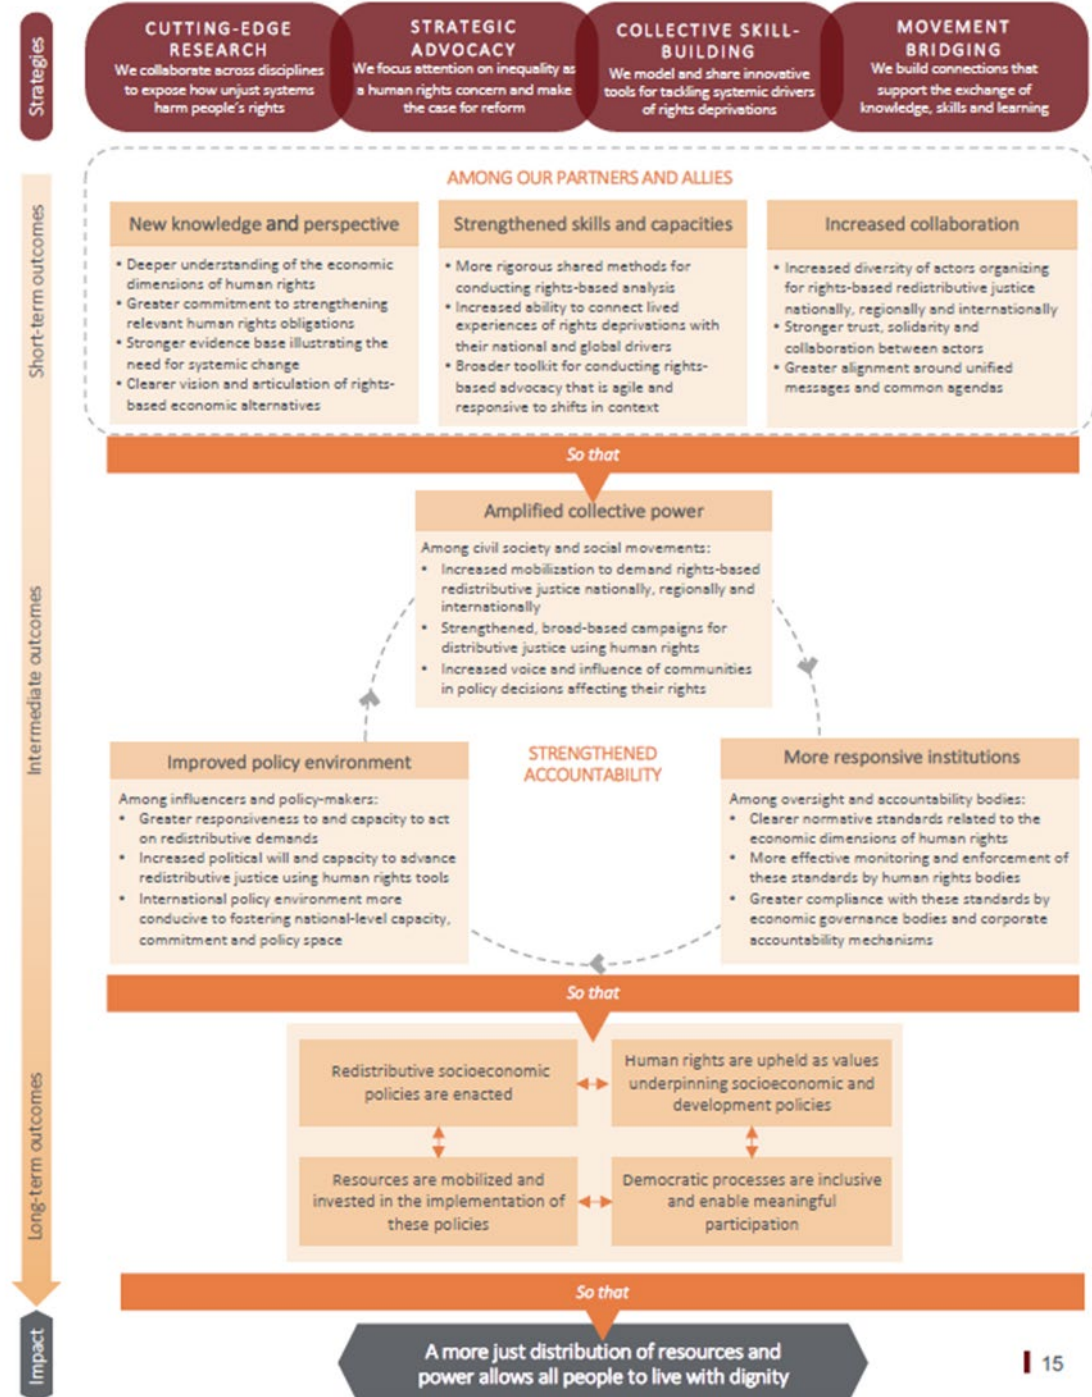 Strategies
CUTTING-EDGE
RESEARCH
We collaborate across disciplines
to expose how unjust systems
harm people's rights
STRATEGIC
ADVOCACY
We focus attention on inequality as
a human rights concern and make
the case for reform
COLLECTIVE SKILL-
BUILDING
We model and share innovative
tools for tackling systemic drivers
of rights deprivations
MOVEMENT
BRIDGING
We build connections that
support the exchange of
knowledge, skills and learning
Short-term outcomes
AMONG OUR PARTNERS AND ALLIES
New knowledge and perspective
• Deeper understanding of the economic
dimensions of human rights
• Greater commitment to strengthening
relevant human rights obligations
• Stronger evidence base illustrating the
need for systemic change
• Clearer vision and articulation of rights-
based economic alternatives
Strengthened skills and capacities
• More rigorous shared methods for
conducting rights-based analysis
• Increased ability to connect lived
experiences of rights deprivations with
their national and global drivers
• Broader toolkit for conducting rights-
based advocacy that is agile and
responsive to shifts in context
Increased collaboration
• Increased diversity of actors organizing
for rights-based redistributive justice
nationally, regionally and internationally
• Stronger trust, solidarity and
collaboration between actors
• Greater alignment around unified
messages and common agendas
So that
Intermediate outcomes
Amplified collective power
Among civil society and social movements:
• Increased mobilization to demand rights-based
redistributive justice nationally, regionally and
internationally
• Strengthened, broad-based campaigns for
distributive justice using human rights
• Increased voice and influence of communities
in policy decisions affecting their rights
Improved policy environment
Among influencers and policy-makers:
• Greater responsiveness to and capacity to act
on redistributive demands
• Increased political will and capacity to advance
redistributive justice using human rights tools
• International policy environment more
conducive to fostering national-level capacity,
commitment and policy space
STRENGTHENED
ACCOUNTABILITY
More responsive institutions
Among oversight and accountability bodies:
• Clearer normative standards related to the
economic dimensions of human rights
• More effective monitoring and enforcement of
these standards by human rights bodies
• Greater compliance with these standards by
economic governance bodies and corporate
accountability mechanisms
So that
Long-term outcomes
Redistributive socioeconomic
policies are enacted
Human rights are upheld as values
underpinning socioeconomic and
development policies
Resources are mobilized and
invested in the implementation of
these policies
Democratic processes are inclusive
and enable meaningful
participation
So that
Impact
A more just distribution of resources and
power allows all people to live with dignity
15